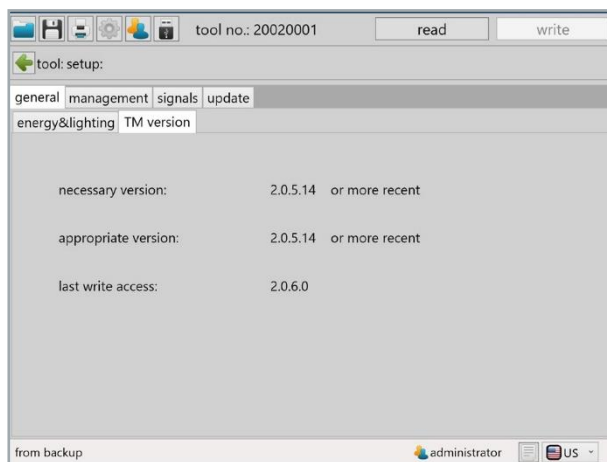 tool no.: 20020001 read write
tool: setup:
general management signals update
energy&lighting TM version
necessary version: 2.0.5.14 or more recent
appropriate version: 2.0.5.14 or more recent
last write access: 2.0.6.0
from backup administrator US